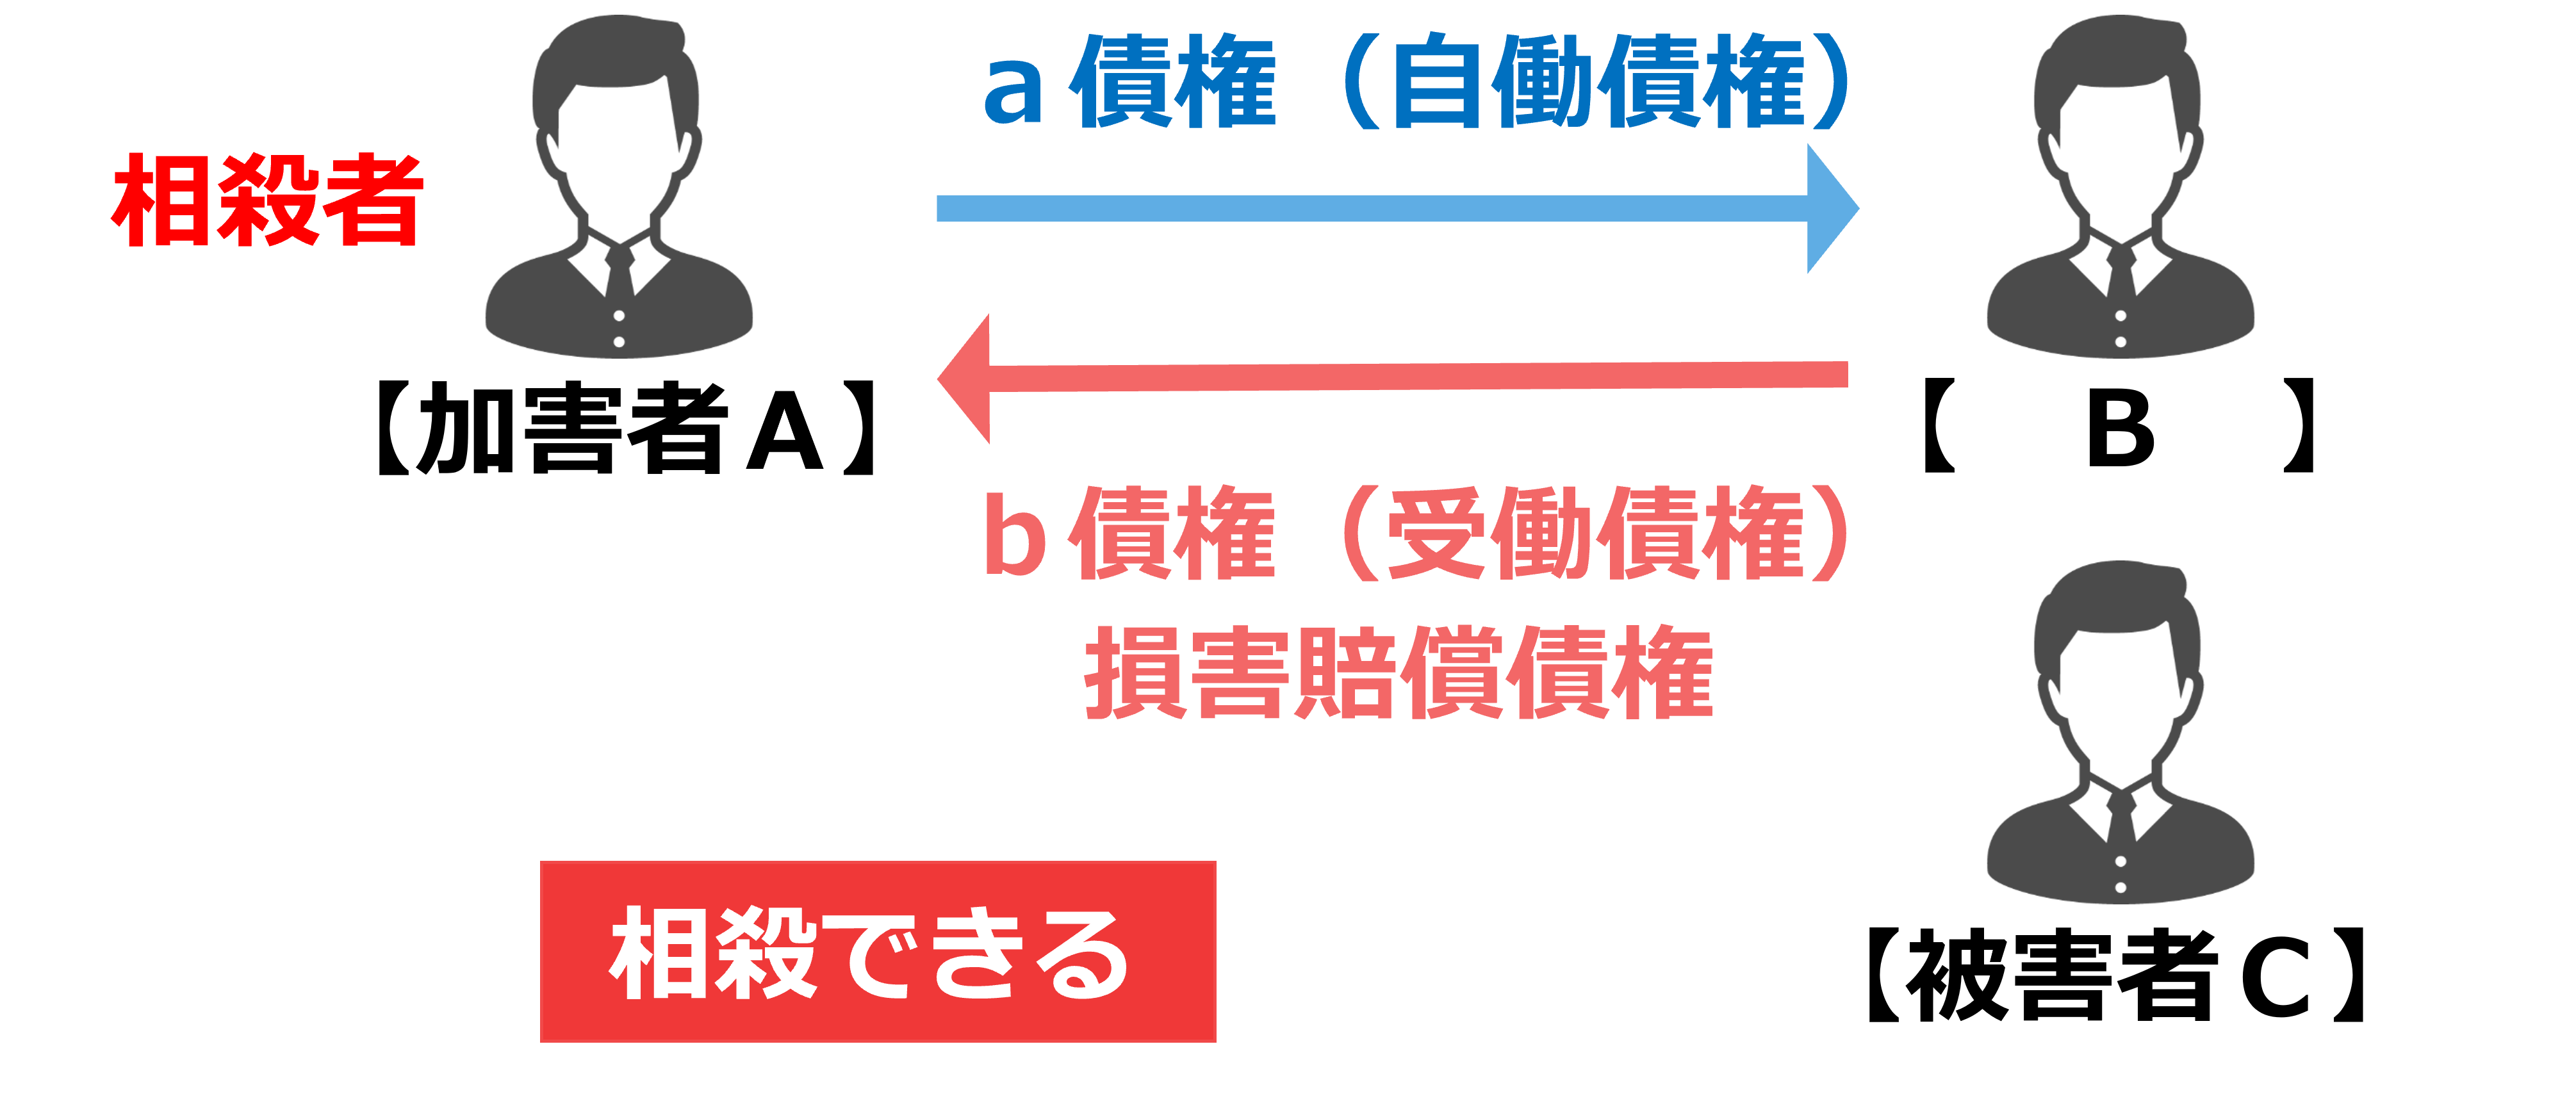 a債権（自働債権）
相殺者
【加害者A】
【　B　】
b債権（受働債権）
損害賠償債権
相殺できる
【被害者C】